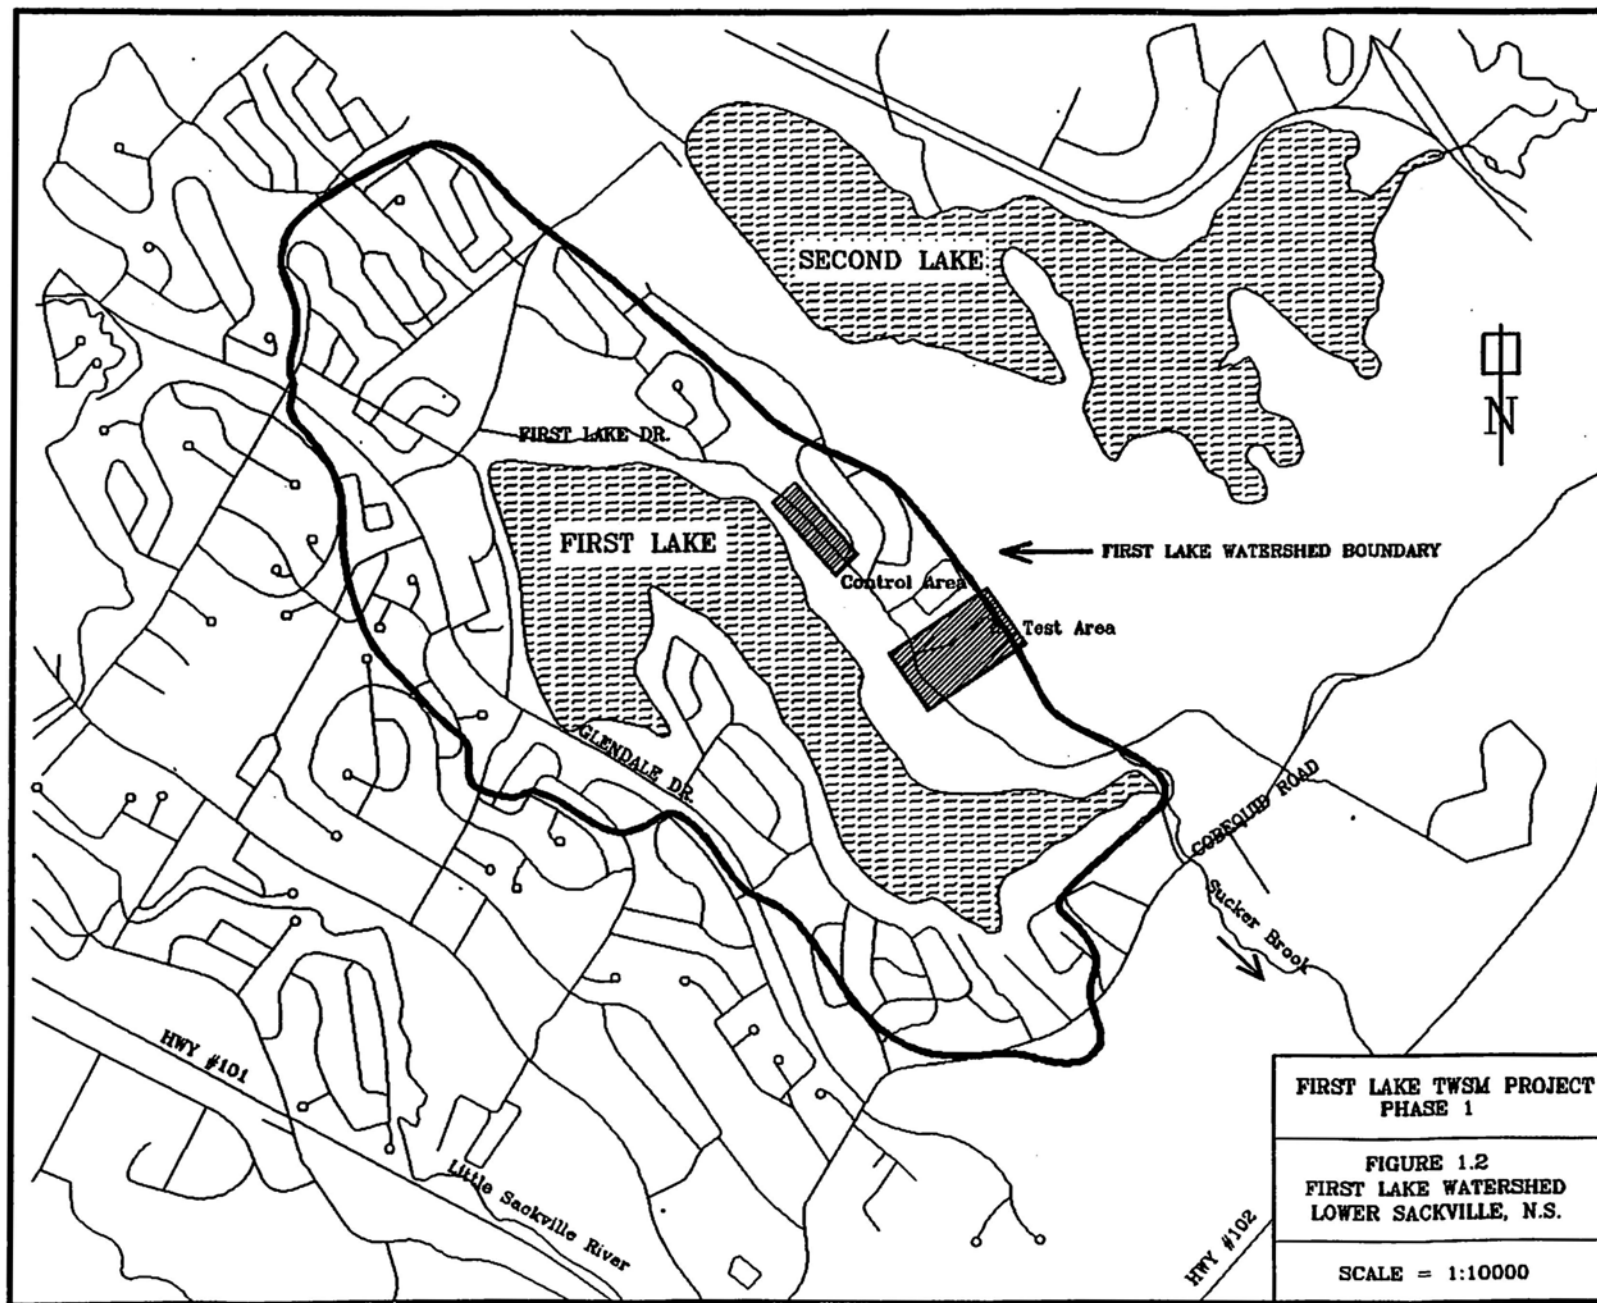 SECOND LAKE
N
FIRST LAKE DR.
FIRST LAKE
FIRST LAKE WATERSHED BOUNDARY
Control Area
Test Area
GLENDALE DR.
COBEQUID ROAD
Sucker Brook
HWY #101
Little Sackville River
HWY #102
FIRST LAKE TWSM PROJECT
PHASE 1
FIGURE 1.2
FIRST LAKE WATERSHED
LOWER SACKVILLE, N.S.
SCALE = 1:10000